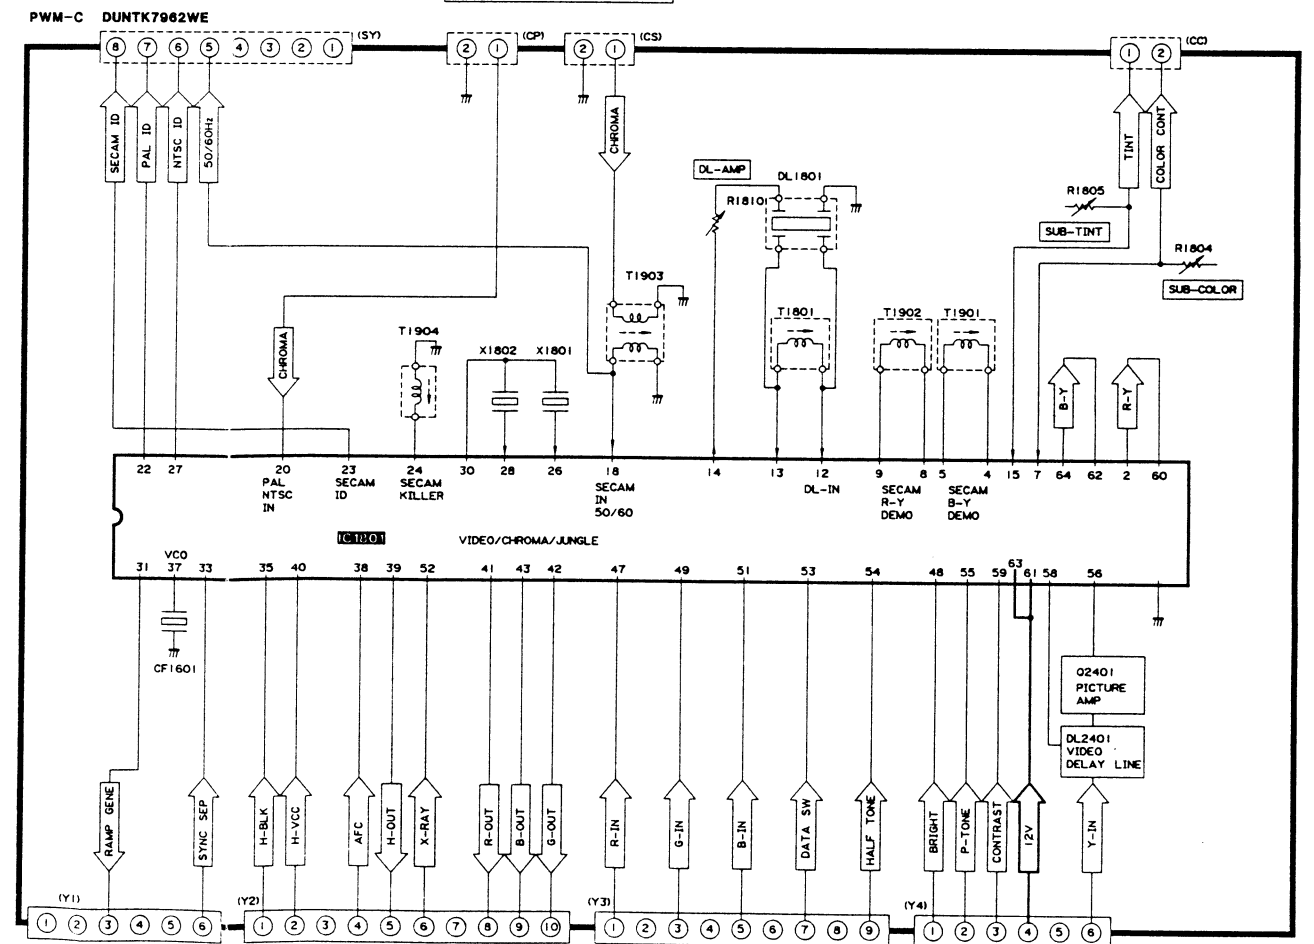 PWM-C DUNTK7962WE
8 7 6 5 4 3 2 1 (SY)
2 1 (CP)
2 1 (CS)
1 2 (CC)
SECAM ID
PAL ID
NTSC ID
50/60Hz
CHROMA
TINT
COLOR CONT
DL-AMP
DL1801
R1810
R1805
SUB-TINT
R1804
SUB-COLOR
T1903
CHROMA
T1904
X1802
X1801
T1801
T1902
T1901
B-Y
R-Y
22 27 20 23 24 30 28 26 18 14 13 12 9 8 5 4 15 7 64 62 2 60
PAL
NTSC
IN
SECAM
ID
SECAM
KILLER
SECAM
IN
50/60
DL-IN
SECAM
R-Y
DEMO
SECAM
B-Y
DEMO
IC1801
VIDEO/CHROMA/JUNGLE
VCO
31 37 33 35 40 38 39 52 41 43 42 47 49 51 53 54 48 55 59 63 61 58 56
CF1601
O2401
PICTURE
AMP
DL2401
VIDEO
DELAY LINE
RAMP GENE
SYNC SEP
H-BLK
H-VCC
AFC
H-OUT
X-RAY
R-OUT
B-OUT
G-OUT
R-IN
G-IN
B-IN
DATA SW
HALF TONE
BRIGHT
P-TONE
CONTRAST
12V
Y-IN
(Y1)
1 2 3 4 5 6
(Y2)
1 2 3 4 5 6 7 8 9 10
(Y3)
1 2 3 4 5 6 7 8 9
(Y4)
1 2 3 4 5 6